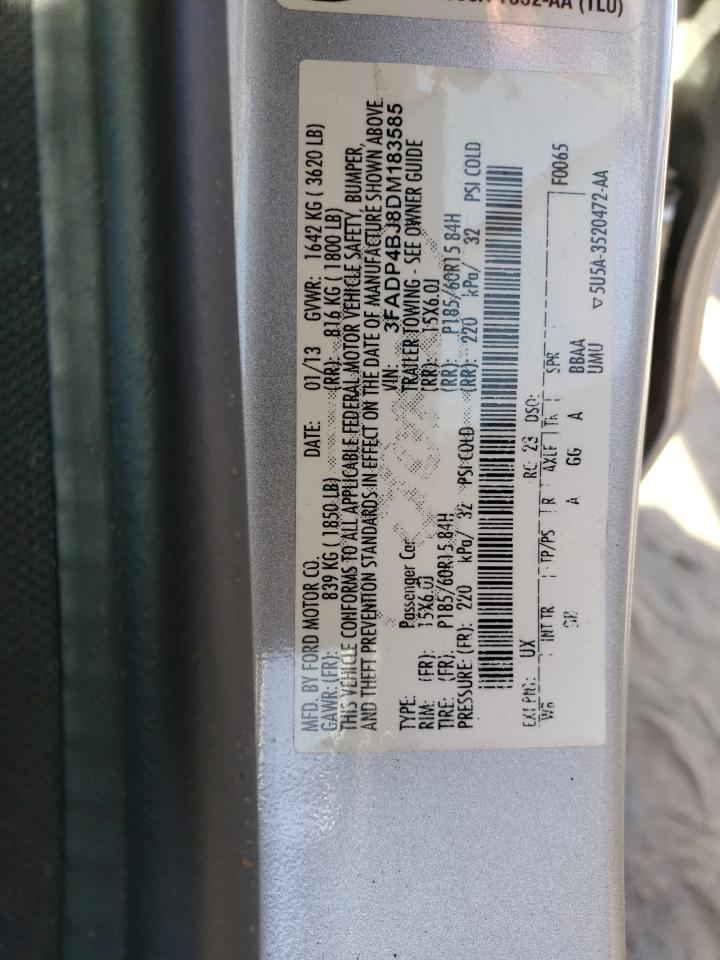 1532-AA (TLU)
MFD. BY FORD MOTOR CO. DATE: 01/13 GVWR: 1642 KG ( 3620 LB)
GAWR: (FR): 839 KG ( 1850 LB) (RR): 816 KG ( 1800 LB)
THIS VEHICLE CONFORMS TO ALL APPLICABLE FEDERAL MOTOR VEHICLE SAFETY, BUMPER,
AND THEFT PREVENTION STANDARDS IN EFFECT ON THE DATE OF MANUFACTURE SHOWN ABOVE.
VIN: 3FADP4BJ8DM183585
TYPE: Passenger Car TRAILER TOWING - SEE OWNER GUIDE
RIM: (FR): 15X6.0J (RR): 15X6.0J
TIRE: (FR): P185/60R15 84H (RR): P185/60R15 84H
PRESSURE: (FR): 220 kPa/ 32 PSI COLD (RR): 220 kPa/ 32 PSI COLD
EXT PNT: UX RC: 23 DSO: F0065
WB INT TR TP/PS R AXLE TR SPR
GB A GG A BBAA
UMU
▽5U5A-3520472-AA